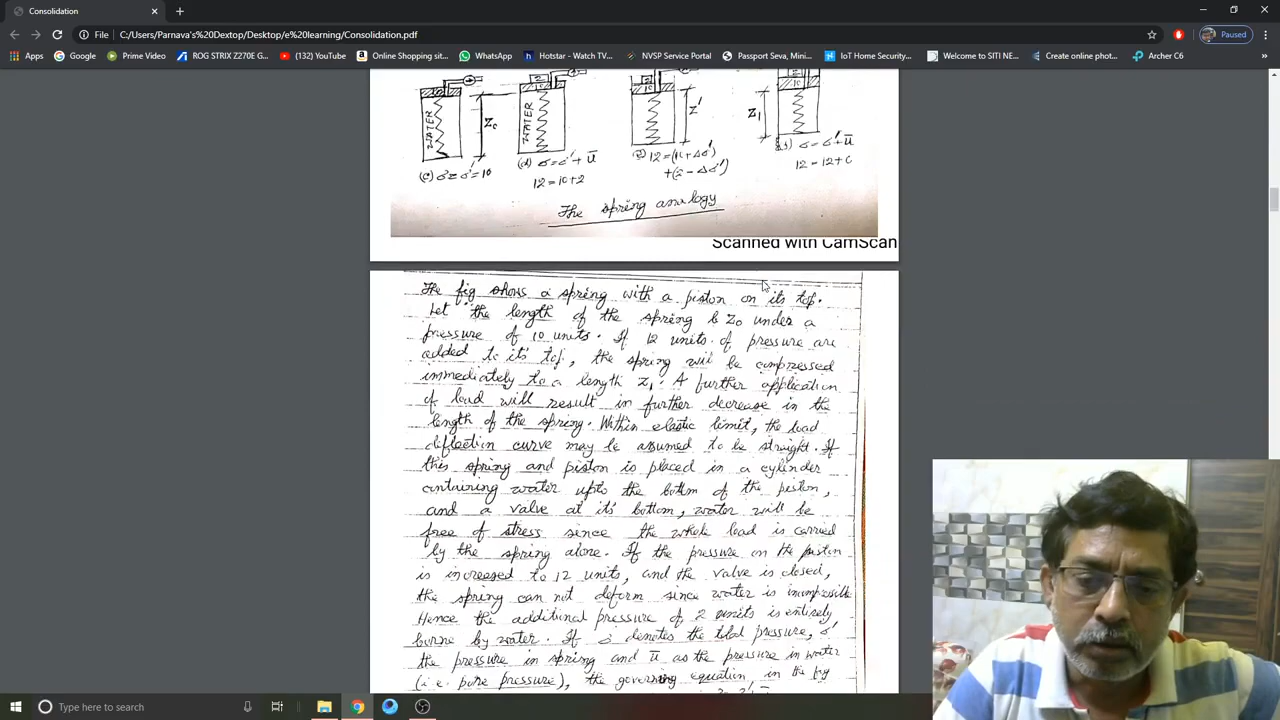 Consolidation
File
C:/Users/Parnava's%20Dextop/Desktop/e%20learning/Consolidation.pdf
Paused
Apps
Google
Prime Video
ROG STRIX Z270E G...
(132) YouTube
Online Shopping sit...
WhatsApp
Hotstar - Watch TV...
NVSP Service Portal
Passport Seva, Mini...
IoT Home Security
Welcome to SITI NE...
Create online phot...
Archer C6
WATER
Z₀
WATER
Z'
Z₁
(c) σ = σ' = 10
(d) σ = σ' + ū
12 = 10 + 2
(e) 12 = (10 + Δσ')
+ (2 - Δσ')
σ = σ' + ū
12 = 12 + 0
The spring analogy
Scanned with CamScan
The fig shows a spring with a piston on its top.
Let the length of the spring be Z₀ under a
pressure of 10 units. If 12 units of pressure are
added to it's top, the spring will be compressed
immediately to a length Z₁. A further application
of load will result in further decrease in the
length of the spring. Within elastic limit, the load
deflection curve may be assumed to be straight. If
this spring and piston is placed in a cylinder
containing water upto the bottom of the piston,
and a valve at its bottom, water will be
free of stress since the whole load is carried
by the spring alone. If the pressure on the piston
is increased to 12 units, and the valve is closed,
the spring can not deform since water is incompressible
Hence the additional pressure of 2 units is entirely
borne by water. If σ denotes the total pressure, σ'
the pressure in spring and ū as the pressure in water
(i.e. pore pressure), the governing equation, in the fig
Type here to search